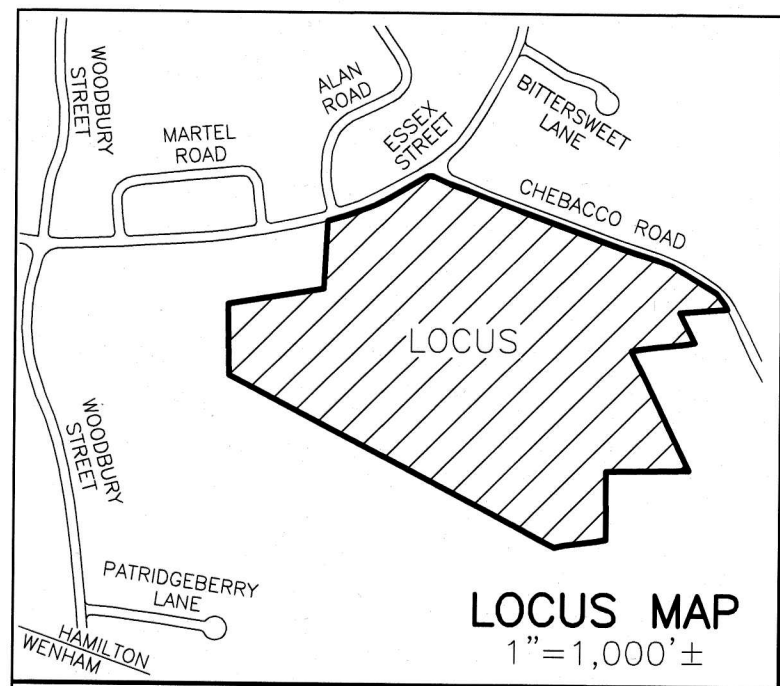 WOODBURY
STREET
MARTEL
ROAD
ALAN
ROAD
ESSEX
STREET
BITTERSWEET
LANE
CHEBACCO ROAD
LOCUS
WOODBURY
STREET
PATRIDGEBERRY
LANE
HAMILTON
WENHAM
LOCUS MAP
1"=1,000'±